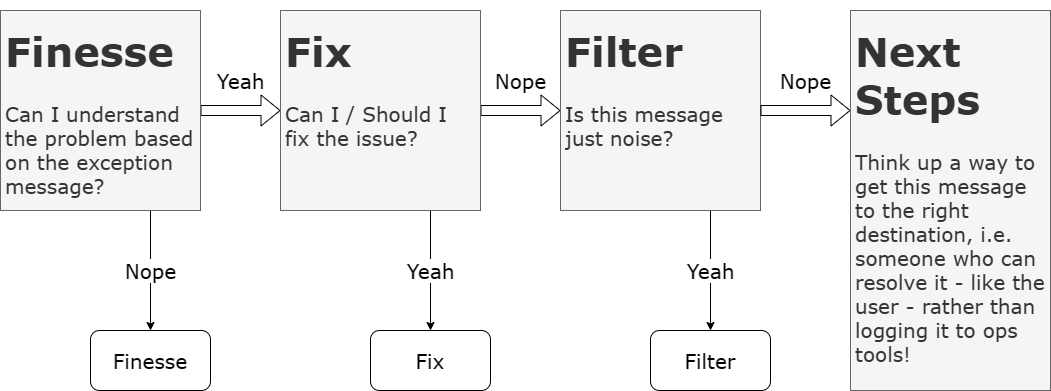 Finesse
Can I understand
the problem based
on the exception
message?
Yeah
Fix
Can I / Should I
fix the issue?
Nope
Filter
Is this message
just noise?
Nope
Next
Steps
Think up a way to
get this message
to the right
destination, i.e.
someone who can
resolve it - like the
user - rather than
logging it to ops
tools!
Nope
Yeah
Yeah
Finesse
Fix
Filter